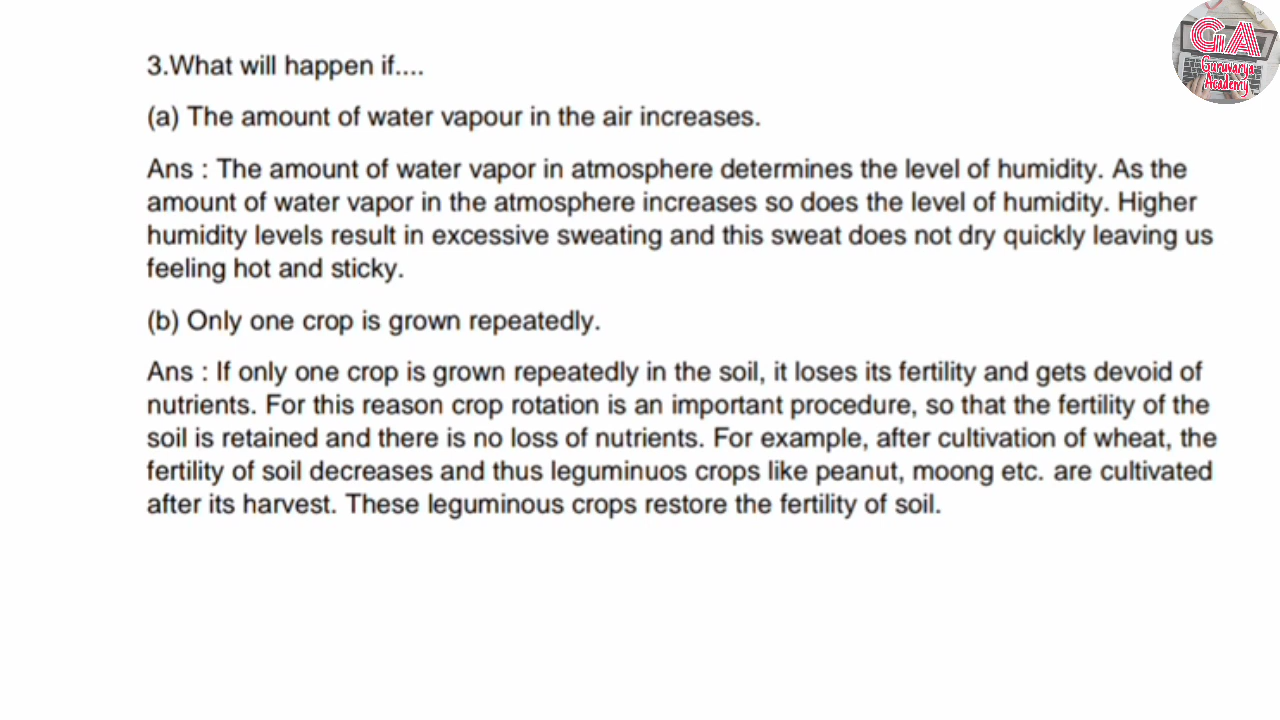 GA
Guruvarya
Academy
3.What will happen if....
(a) The amount of water vapour in the air increases.
Ans : The amount of water vapor in atmosphere determines the level of humidity. As the
amount of water vapor in the atmosphere increases so does the level of humidity. Higher
humidity levels result in excessive sweating and this sweat does not dry quickly leaving us
feeling hot and sticky.
(b) Only one crop is grown repeatedly.
Ans : If only one crop is grown repeatedly in the soil, it loses its fertility and gets devoid of
nutrients. For this reason crop rotation is an important procedure, so that the fertility of the
soil is retained and there is no loss of nutrients. For example, after cultivation of wheat, the
fertility of soil decreases and thus leguminuos crops like peanut, moong etc. are cultivated
after its harvest. These leguminous crops restore the fertility of soil.